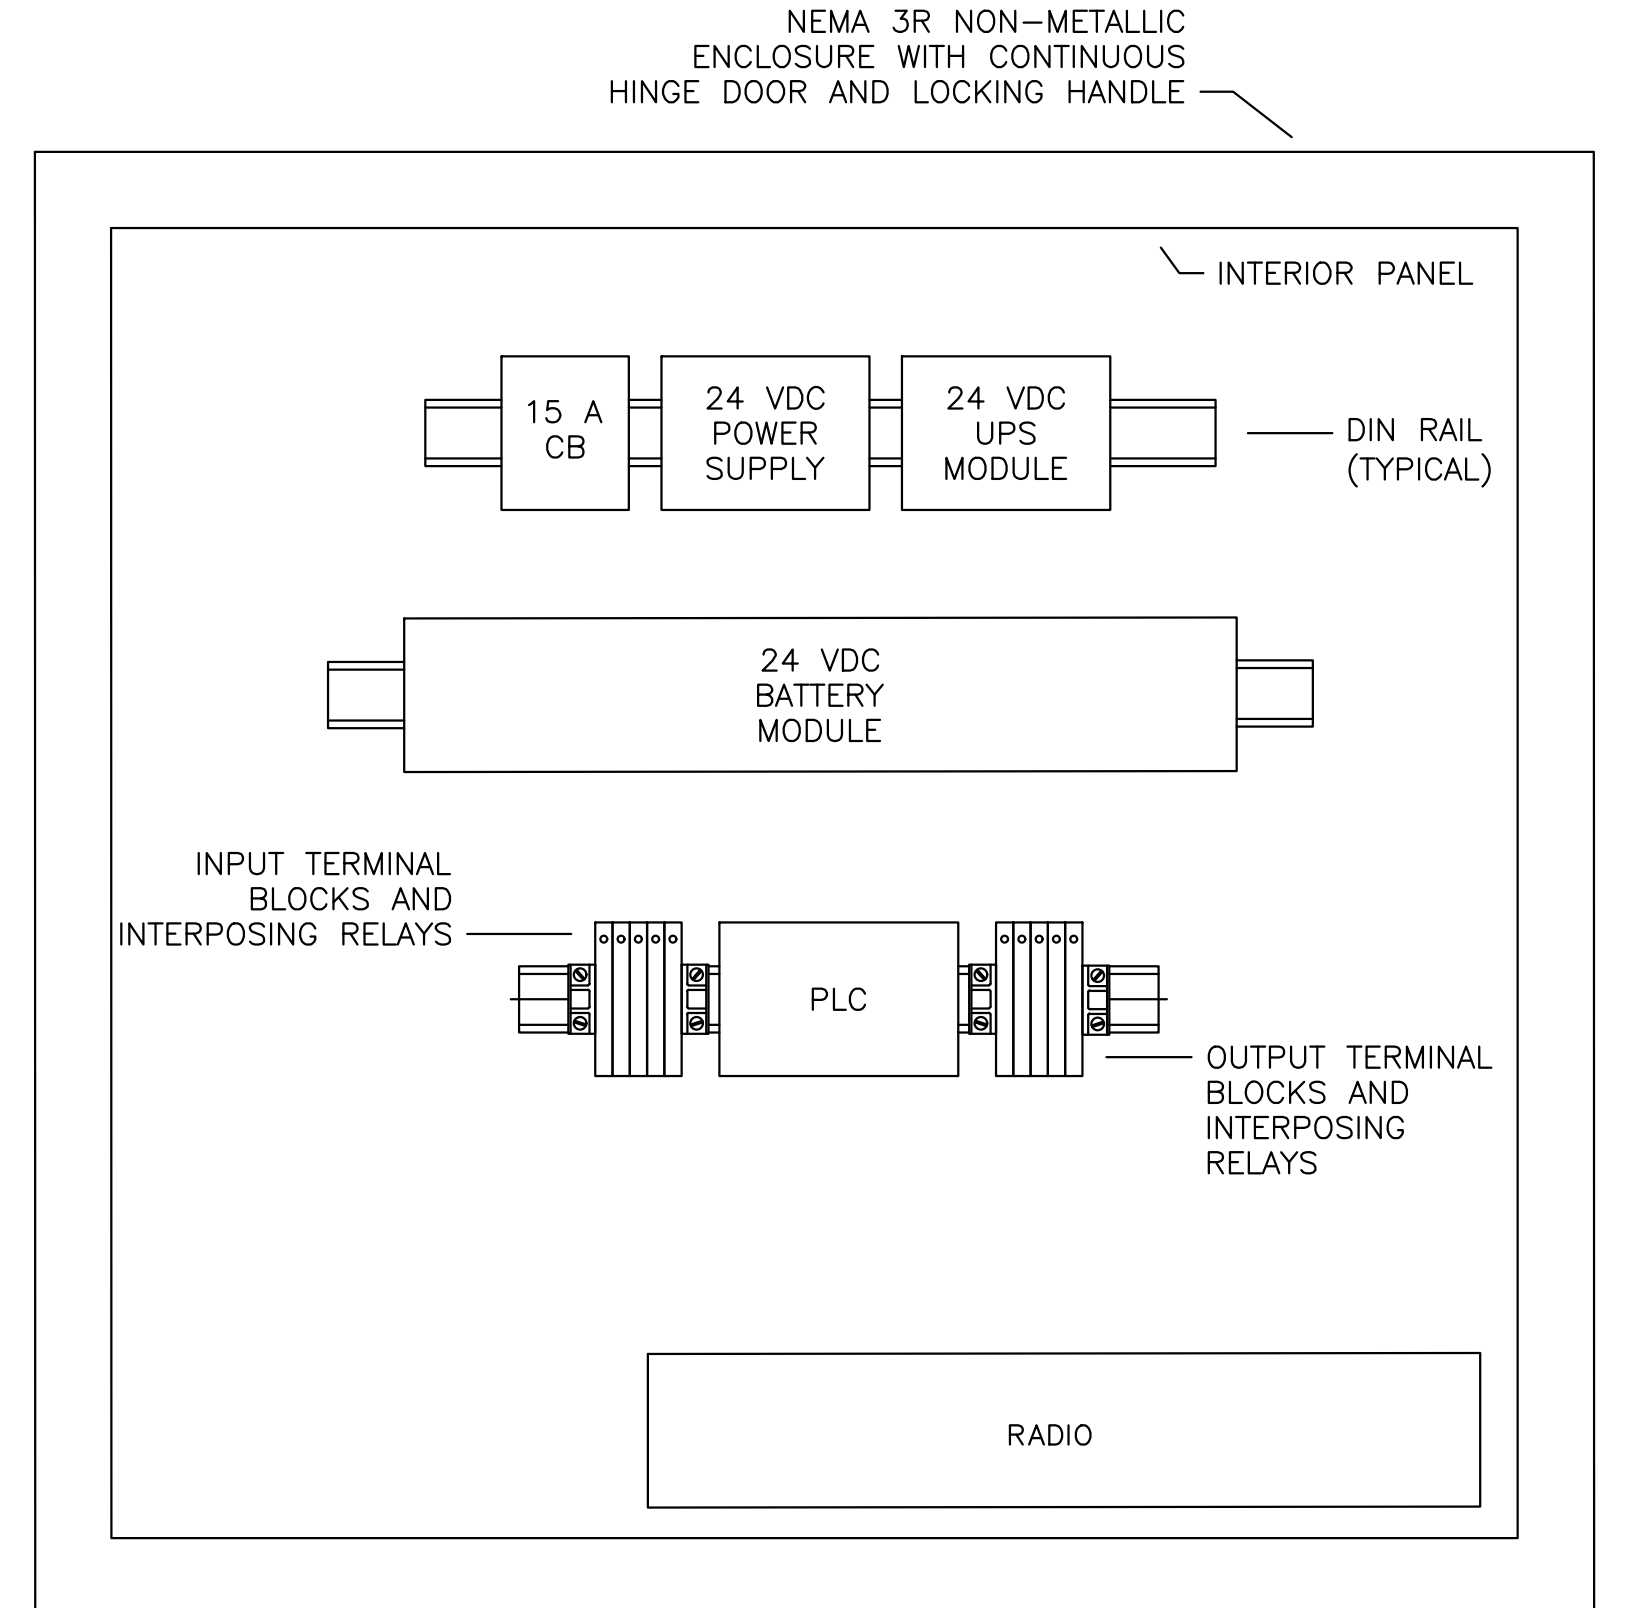 NEMA 3R NON-METALLIC
ENCLOSURE WITH CONTINUOUS
HINGE DOOR AND LOCKING HANDLE
INTERIOR PANEL
15 A
CB
24 VDC
POWER
SUPPLY
24 VDC
UPS
MODULE
DIN RAIL
(TYPICAL)
24 VDC
BATTERY
MODULE
INPUT TERMINAL
BLOCKS AND
INTERPOSING RELAYS
PLC
OUTPUT TERMINAL
BLOCKS AND
INTERPOSING
RELAYS
RADIO